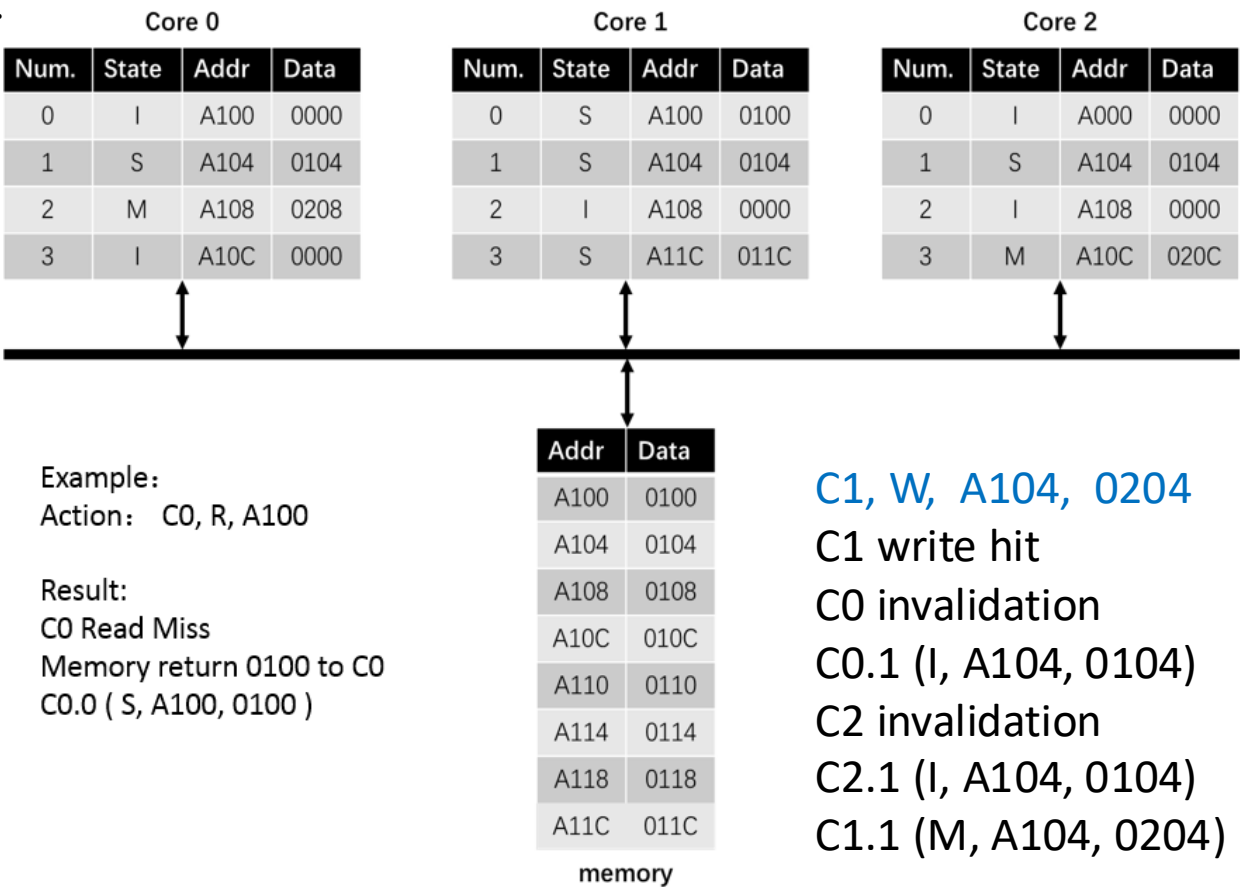 Core 0
Core 1
Core 2
Num. State Addr Data
0 I A100 0000
1 S A104 0104
2 M A108 0208
3 I A10C 0000
Num. State Addr Data
0 S A100 0100
1 S A104 0104
2 I A108 0000
3 S A11C 011C
Num. State Addr Data
0 I A000 0000
1 S A104 0104
2 I A108 0000
3 M A10C 020C
Example:
Action: C0, R, A100
Result:
C0 Read Miss
Memory return 0100 to C0
C0.0 ( S, A100, 0100 )
Addr Data
A100 0100
A104 0104
A108 0108
A10C 010C
A110 0110
A114 0114
A118 0118
A11C 011C
memory
C1, W, A104, 0204
C1 write hit
C0 invalidation
C0.1 (I, A104, 0104)
C2 invalidation
C2.1 (I, A104, 0104)
C1.1 (M, A104, 0204)